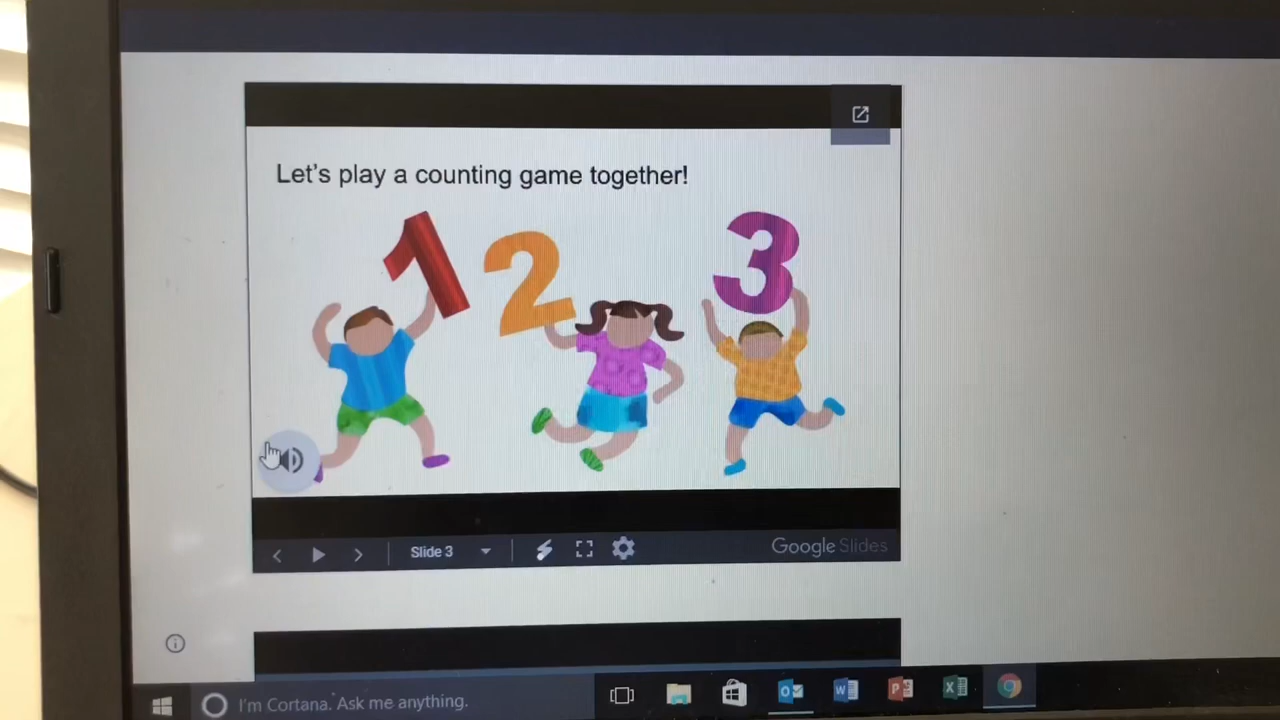 Let's play a counting game together!
1 2 3
Slide 3
Google Slides
I'm Cortana. Ask me anything.